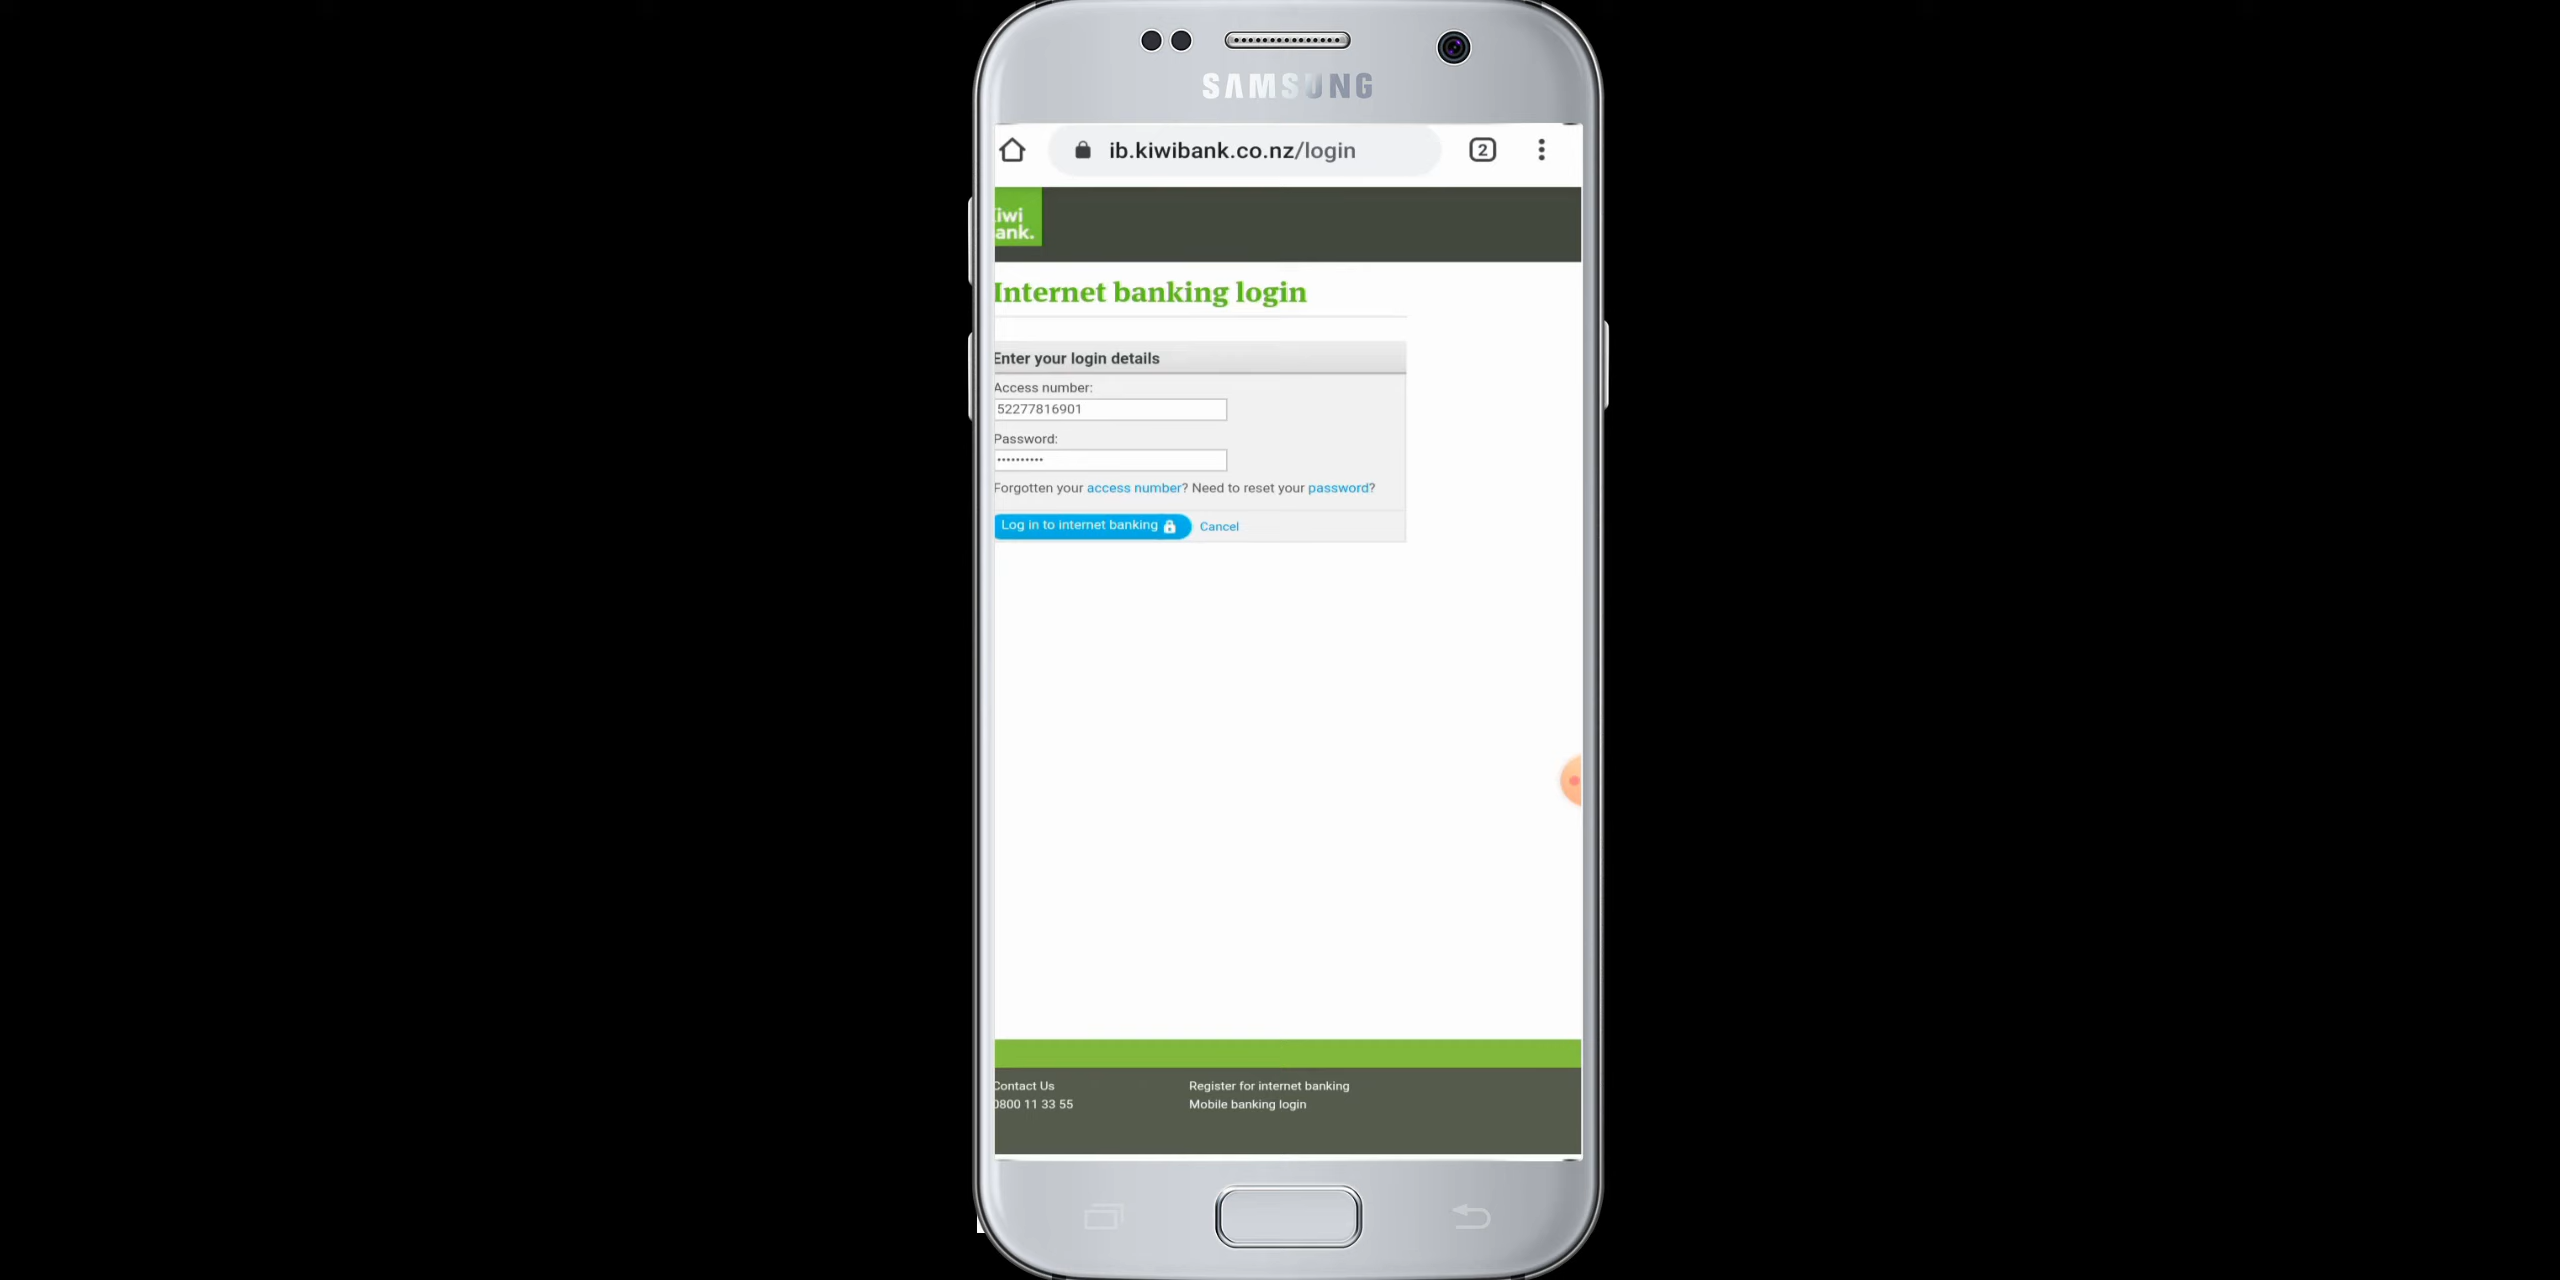 SAMSUNG
ib.kiwibank.co.nz/login
2
iwi
ank.
Internet banking login
Enter your login details
Access number:
52277816901
Password:
••••••••••
Forgotten your access number? Need to reset your password?
Log in to internet banking
Cancel
Contact Us
Register for internet banking
0800 11 33 55
Mobile banking login